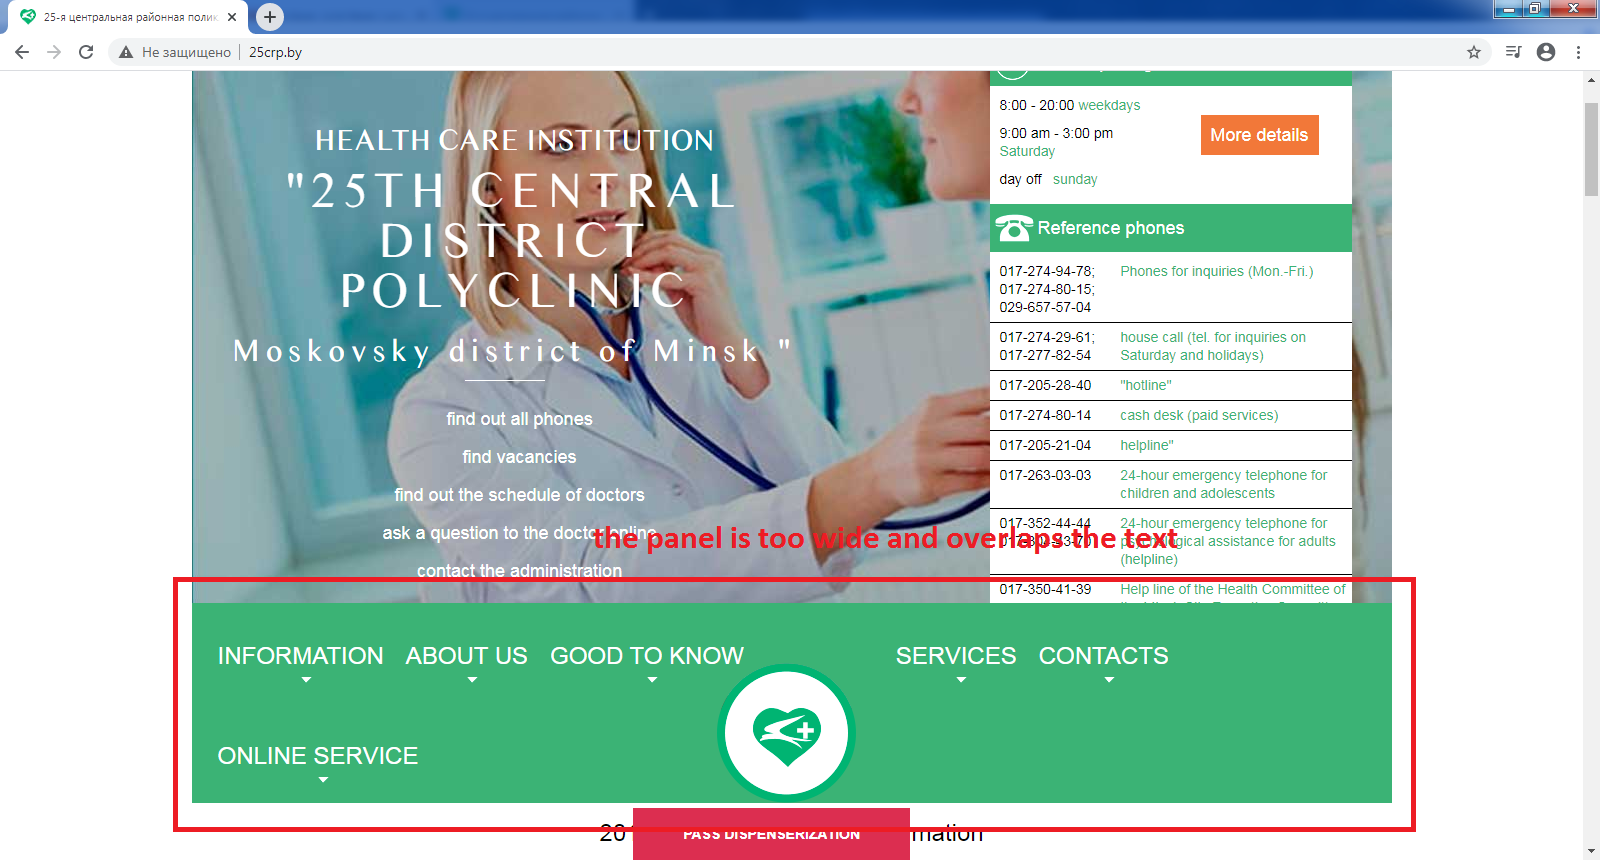 25-я центральная районная полик
Не защищено
25crp.by
HEALTH CARE INSTITUTION
"25TH CENTRAL
DISTRICT
POLYCLINIC
Moskovsky district of Minsk "
find out all phones
find vacancies
find out the schedule of doctors
ask a question to the doctor online
contact the administration
8:00 - 20:00 weekdays
9:00 am - 3:00 pm
Saturday
day off sunday
More details
Reference phones
017-274-94-78; Phones for inquiries (Mon.-Fri.)
017-274-80-15;
029-657-57-04
017-274-29-61; house call (tel. for inquiries on
017-277-82-54 Saturday and holidays)
017-205-28-40 "hotline"
017-274-80-14 cash desk (paid services)
017-205-21-04 helpline"
017-263-03-03 24-hour emergency telephone for
children and adolescents
017-352-44-44 24-hour emergency telephone for
psychological assistance for adults
(helpline)
the panel is too wide and overlaps the text
017-350-41-39 Help line of the Health Committee of
INFORMATION ABOUT US GOOD TO KNOW SERVICES CONTACTS
ONLINE SERVICE
PASS DISPENSERIZATION